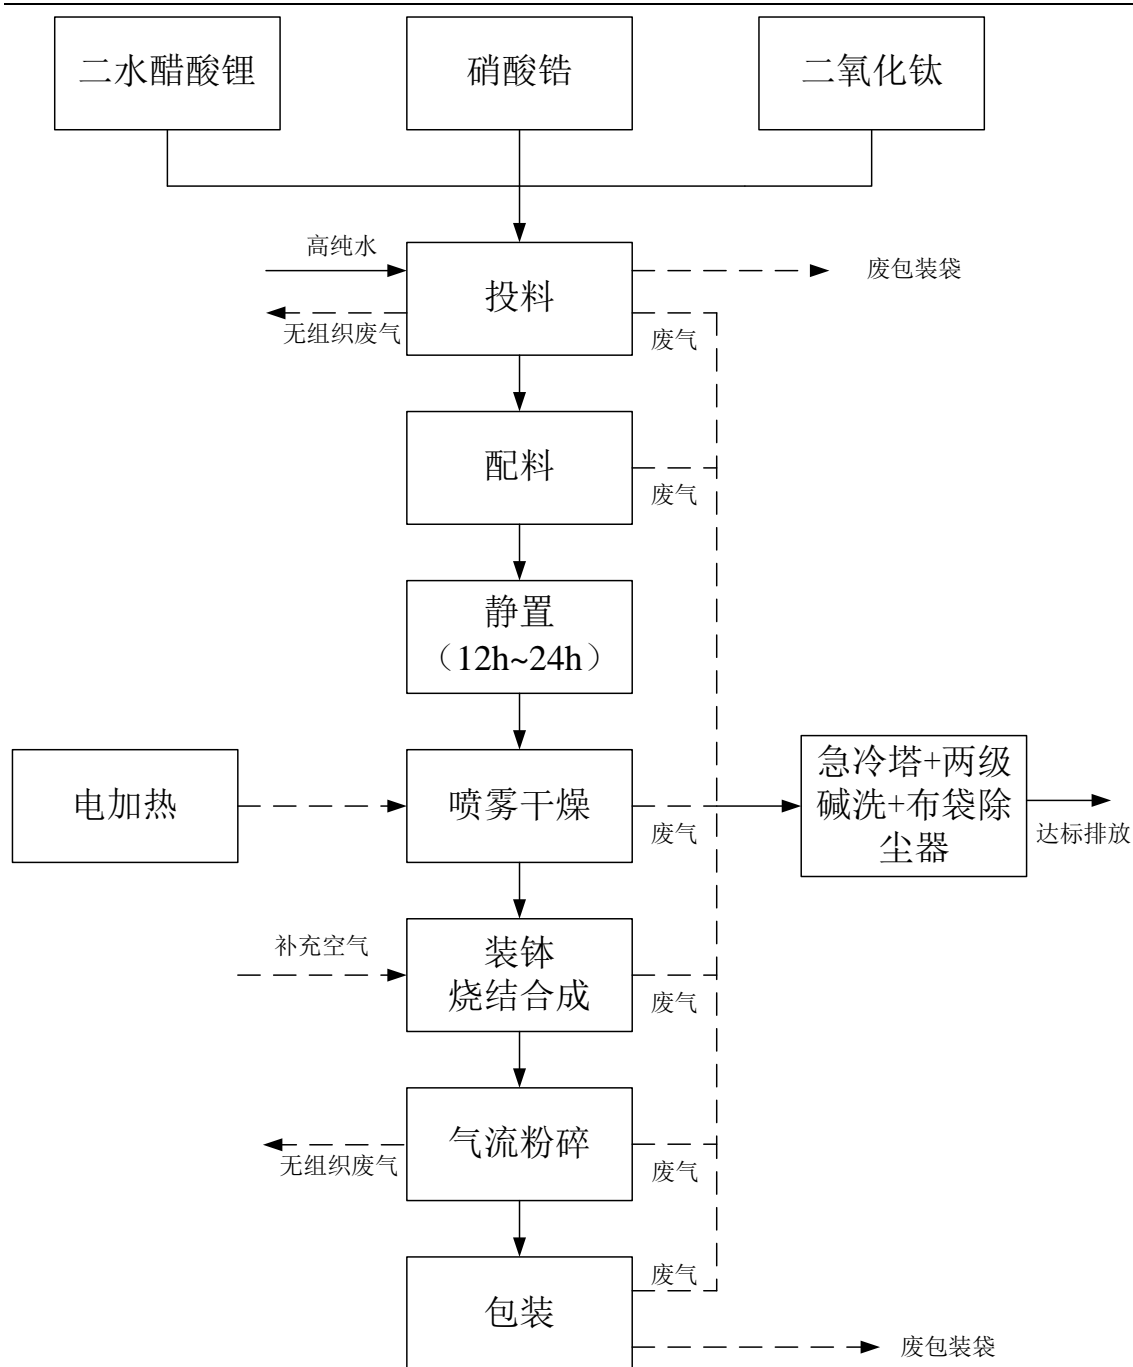 二水醋酸锂
硝酸锆
二氧化钛
高纯水
投料
废包装袋
无组织废气
废气
配料
废气
静置
（12h~24h）
电加热
喷雾干燥
废气
急冷塔+两级
碱洗+布袋除
尘器
达标排放
补充空气
装钵
烧结合成
废气
气流粉碎
无组织废气
废气
包装
废气
废包装袋